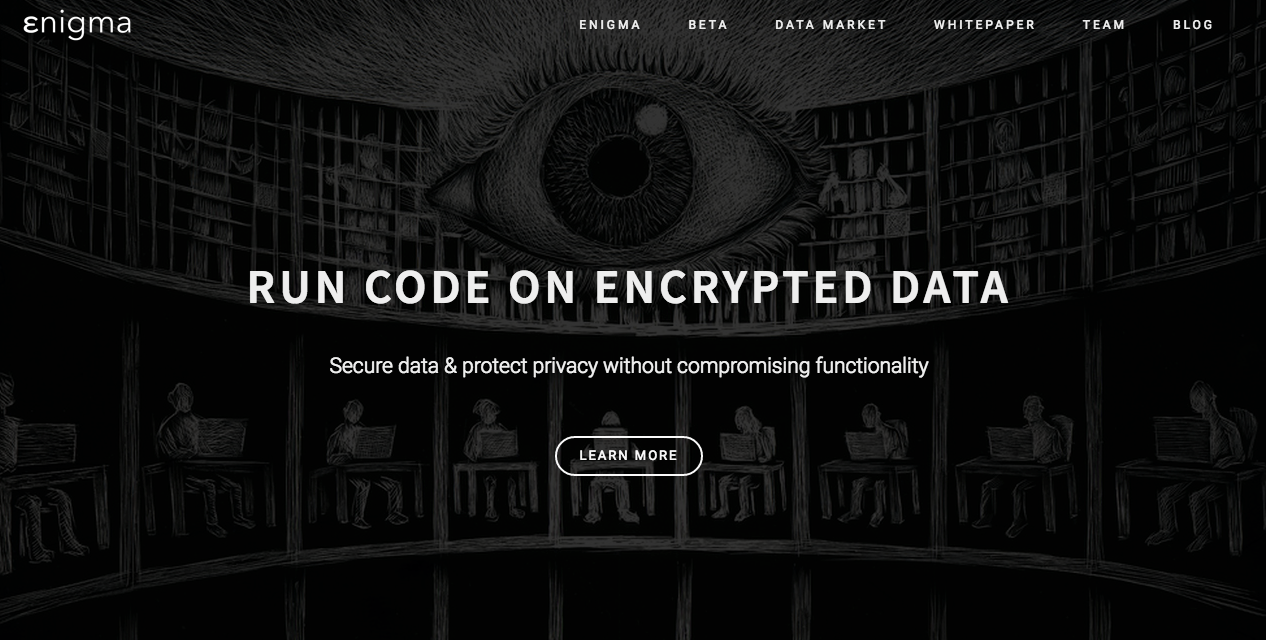 εnigma
ENIGMA BETA DATA MARKET WHITEPAPER TEAM BLOG
RUN CODE ON ENCRYPTED DATA
Secure data & protect privacy without compromising functionality
LEARN MORE